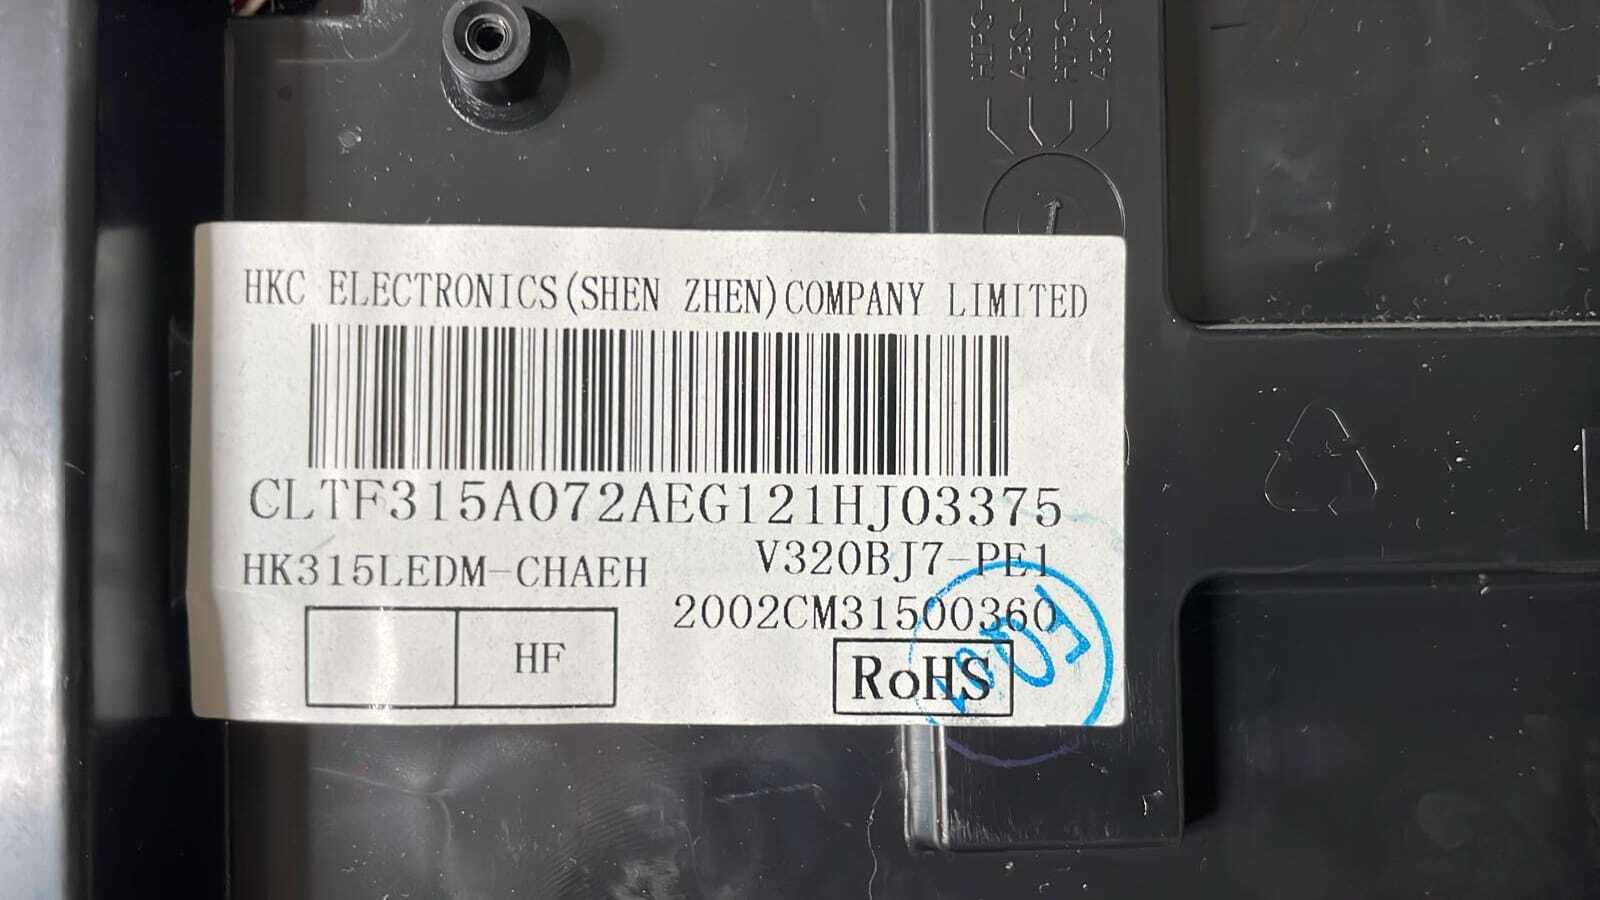 HKC ELECTRONICS(SHEN ZHEN)COMPANY LIMITED
CLTF315A072AEG121HJ03375
HK315LEDM-CHAEH
V320BJ7-PE1
2002CM31500360
HF
RoHS